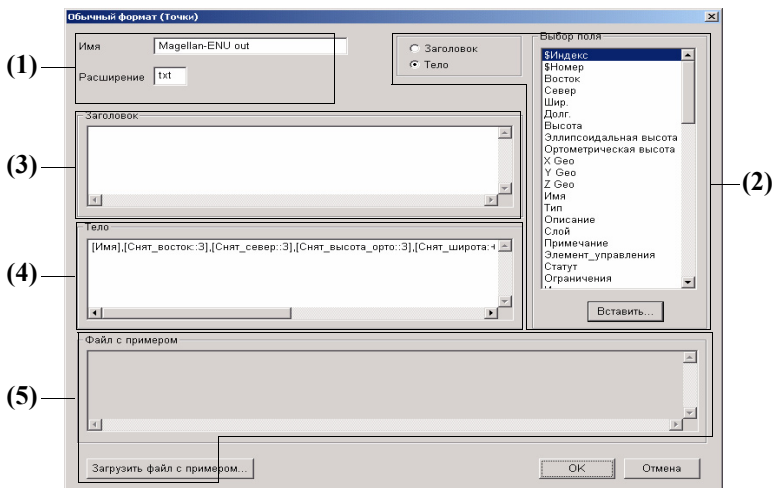 Обычный формат (Точки)
Имя
Magellan-ENU out
Расширение
txt
(1)
Заголовок
Тело
Выбор поля
$Индекс
$Номер
Восток
Север
Шир.
Долг.
Высота
Эллипсоидальная высота
Ортометрическая высота
X Geo
Y Geo
Z Geo
Имя
Тип
Описание
Слой
Примечание
Элемент_управления
Статут
Ограничения
Вставить...
(2)
Заголовок
(3)
Тело
[Имя],[Снят_восток::3],[Снят_север::3],[Снят_высота_орто::3],[Снят_широта:
(4)
Файл с примером
(5)
Загрузить файл с примером...
OK
Отмена